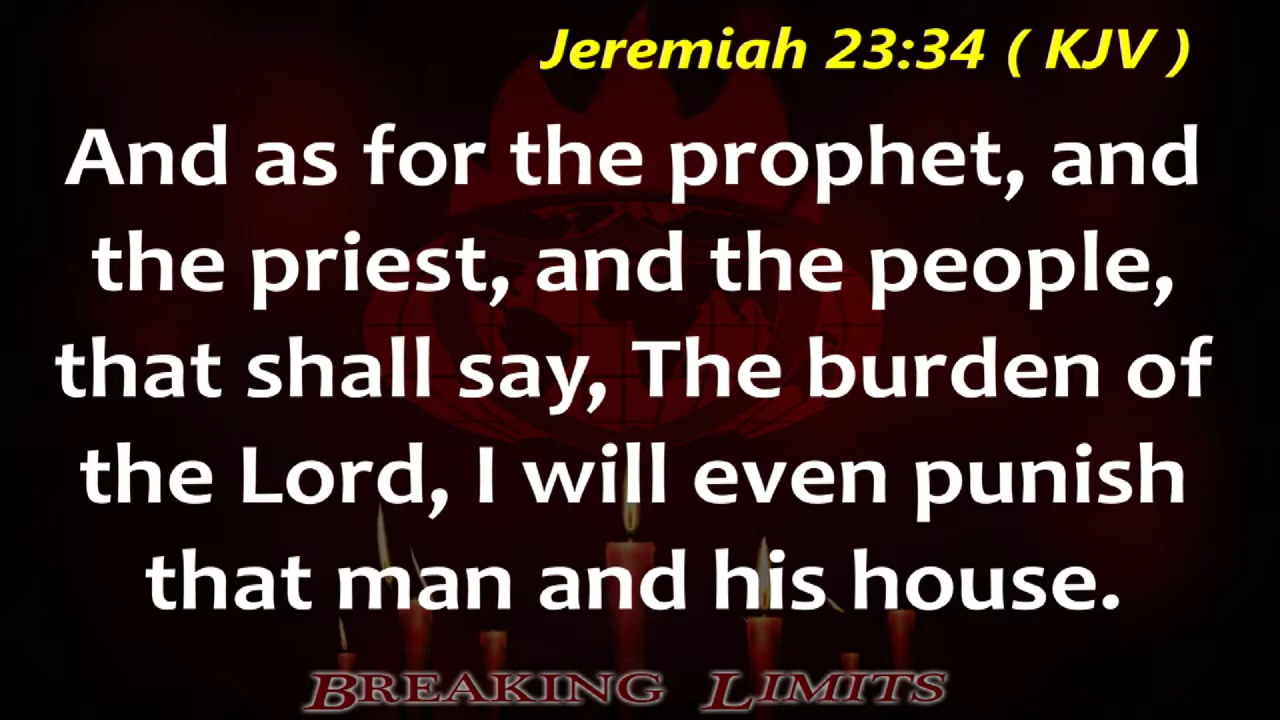 Jeremiah 23:34 ( KJV )
And as for the prophet, and
the priest, and the people,
that shall say, The burden of
the Lord, I will even punish
that man and his house.
BREAKING LIMITS